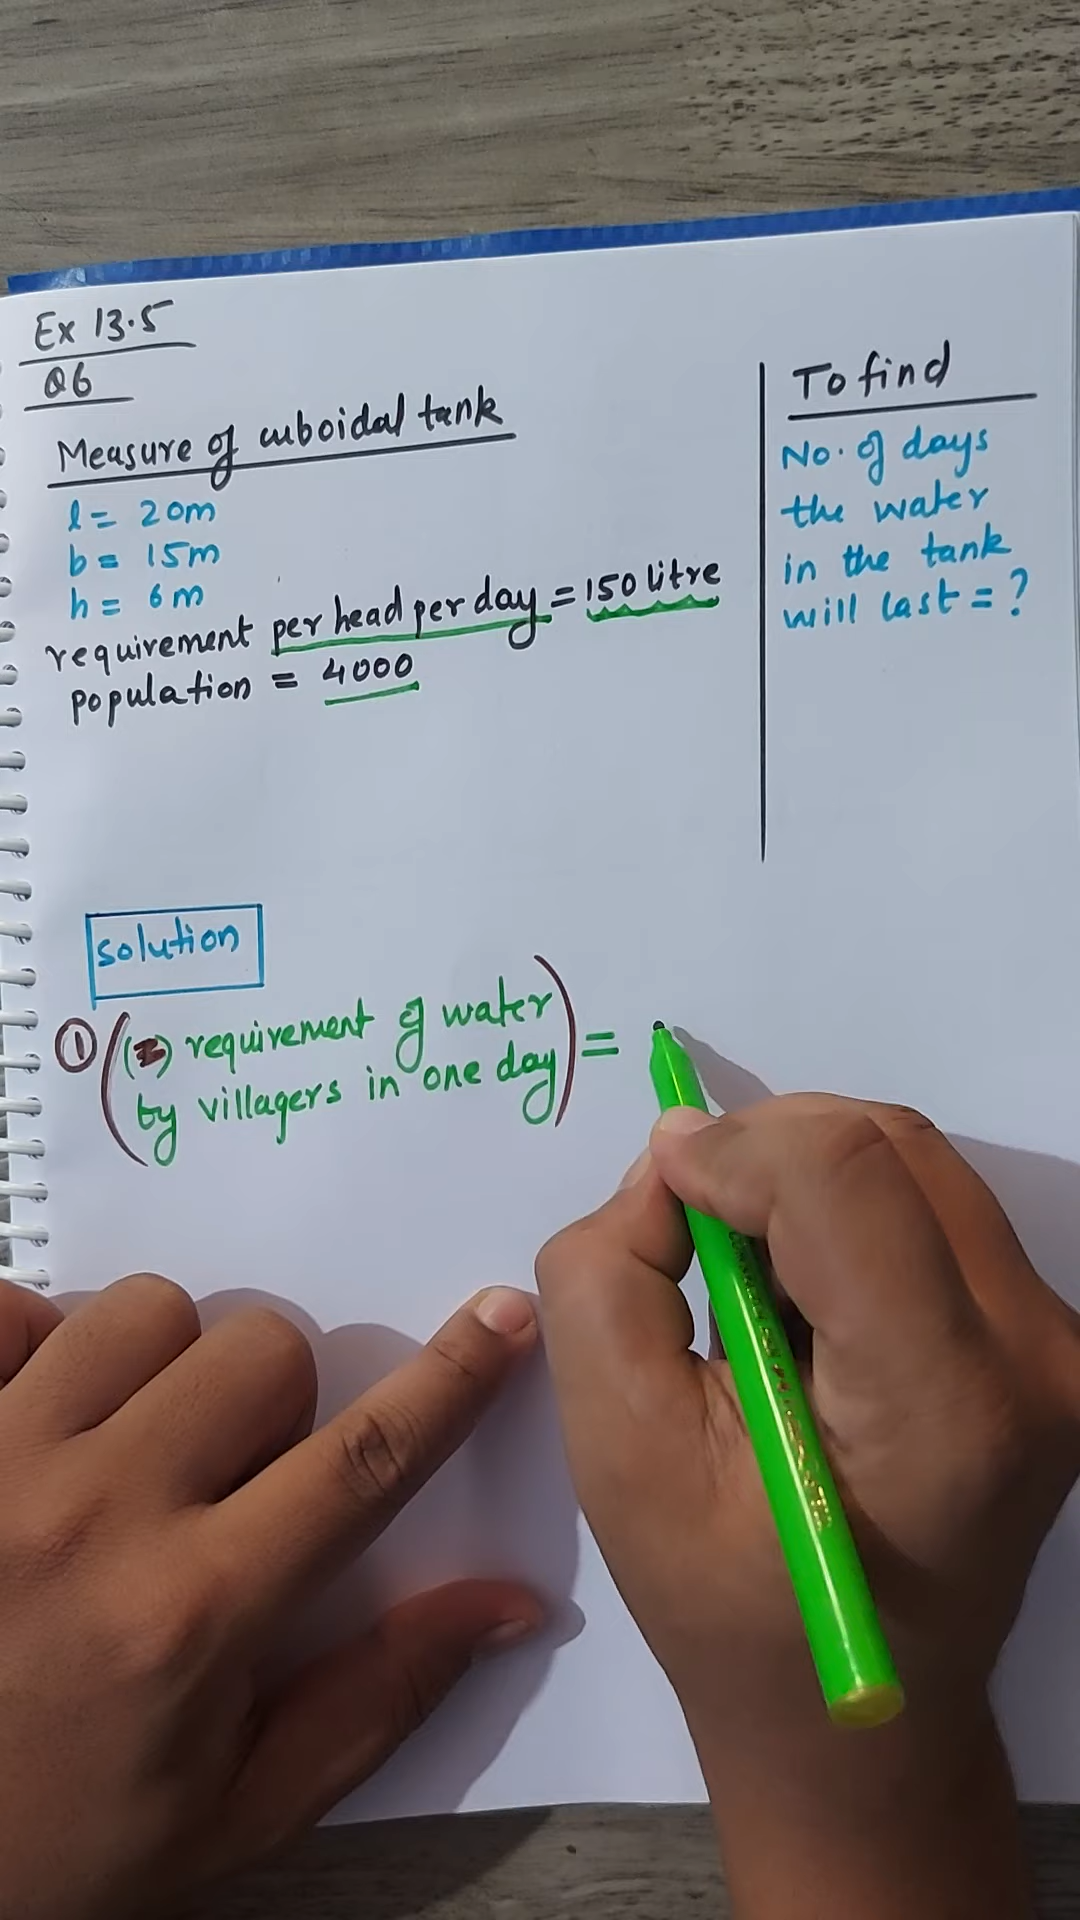 Ex 13.5
Q6
Measure of cuboidal tank
l = 20m
b = 15m
h = 6m
requirement per head per day = 150 litre
population = 4000
To find
No. of days
the water
in the tank
will last = ?
solution
① requirement of water
by villagers in one day =